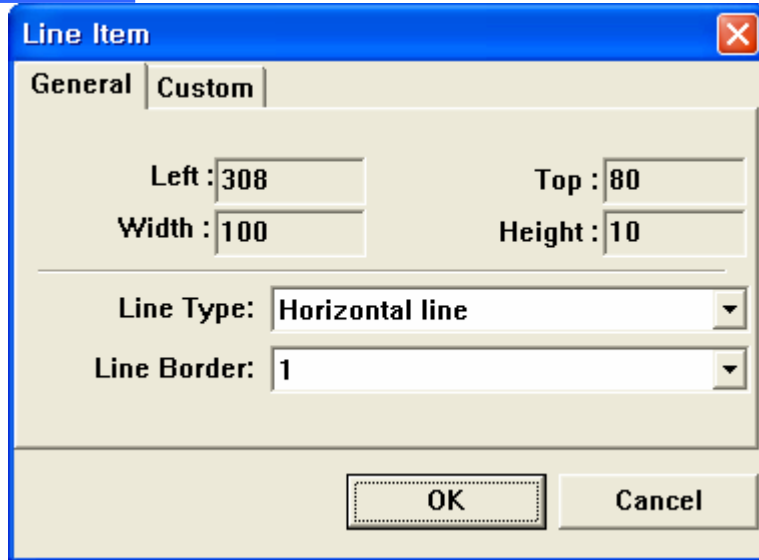 Line Item
General Custom
Left : 308 Top : 80
Width : 100 Height : 10
Line Type: Horizontal line
Line Border: 1
OK Cancel